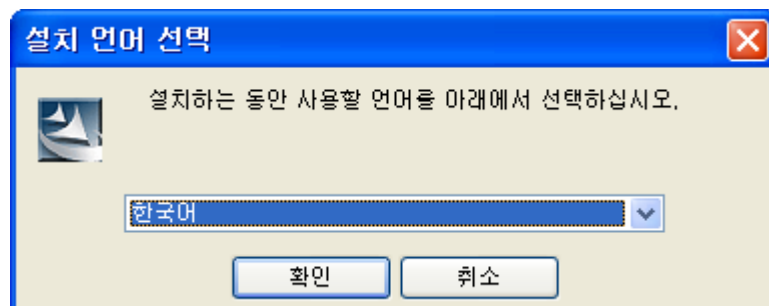 설치 언어 선택
설치하는 동안 사용할 언어를 아래에서 선택하십시오.
한국어
확인 취소